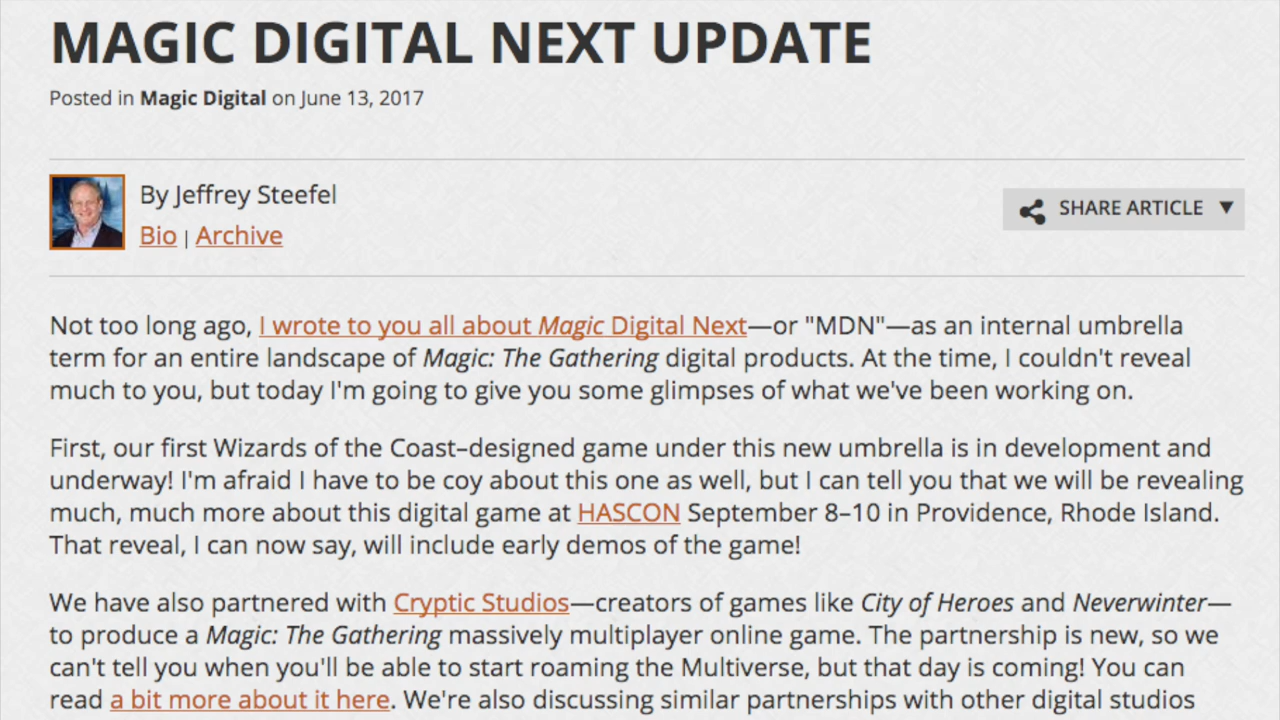 MAGIC DIGITAL NEXT UPDATE
Posted in Magic Digital on June 13, 2017
By Jeffrey Steefel
Bio | Archive
SHARE ARTICLE ▼
Not too long ago, I wrote to you all about Magic Digital Next—or "MDN"—as an internal umbrella
term for an entire landscape of Magic: The Gathering digital products. At the time, I couldn't reveal
much to you, but today I'm going to give you some glimpses of what we've been working on.
First, our first Wizards of the Coast–designed game under this new umbrella is in development and
underway! I'm afraid I have to be coy about this one as well, but I can tell you that we will be revealing
much, much more about this digital game at HASCON September 8–10 in Providence, Rhode Island.
That reveal, I can now say, will include early demos of the game!
We have also partnered with Cryptic Studios—creators of games like City of Heroes and Neverwinter—
to produce a Magic: The Gathering massively multiplayer online game. The partnership is new, so we
can't tell you when you'll be able to start roaming the Multiverse, but that day is coming! You can
read a bit more about it here. We're also discussing similar partnerships with other digital studios